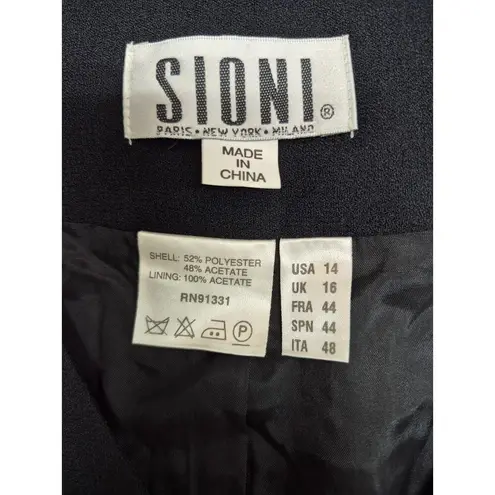 SIONI®
PARIS • NEW YORK • MILANO
MADE
IN
CHINA
SHELL: 52% POLYESTER
48% ACETATE
LINING: 100% ACETATE
RN91331
P
USA 14
UK 16
FRA 44
SPN 44
ITA 48